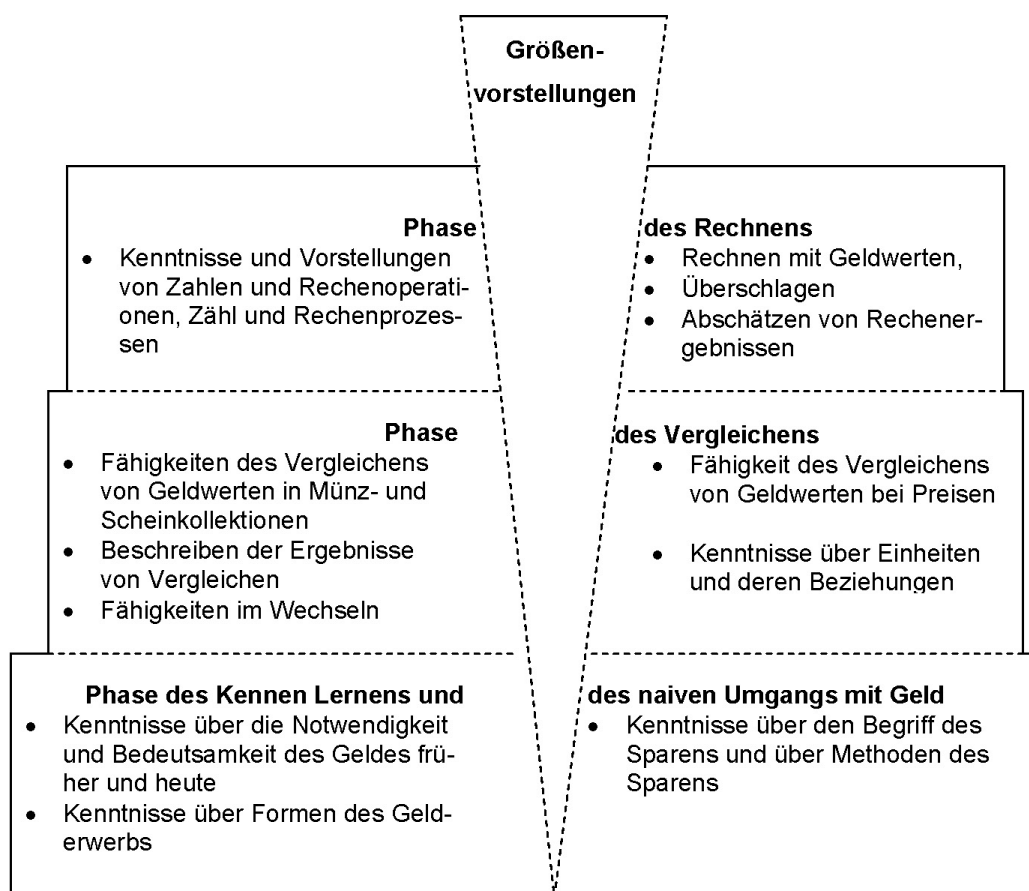 Größen-
vorstellungen
Phase des Rechnens
• Kenntnisse und Vorstellungen
von Zahlen und Rechenoperati-
onen, Zähl und Rechenprozes-
sen
• Rechnen mit Geldwerten,
• Überschlagen
• Abschätzen von Rechener-
gebnissen
Phase des Vergleichens
• Fähigkeiten des Vergleichens
von Geldwerten in Münz- und
Scheinkollektionen
• Beschreiben der Ergebnisse
von Vergleichen
• Fähigkeiten im Wechseln
• Fähigkeit des Vergleichens
von Geldwerten bei Preisen
• Kenntnisse über Einheiten
und deren Beziehungen
Phase des Kennen Lernens und des naiven Umgangs mit Geld
• Kenntnisse über die Notwendigkeit
und Bedeutsamkeit des Geldes frü-
her und heute
• Kenntnisse über Formen des Geld-
erwerbs
• Kenntnisse über den Begriff des
Sparens und über Methoden des
Sparens